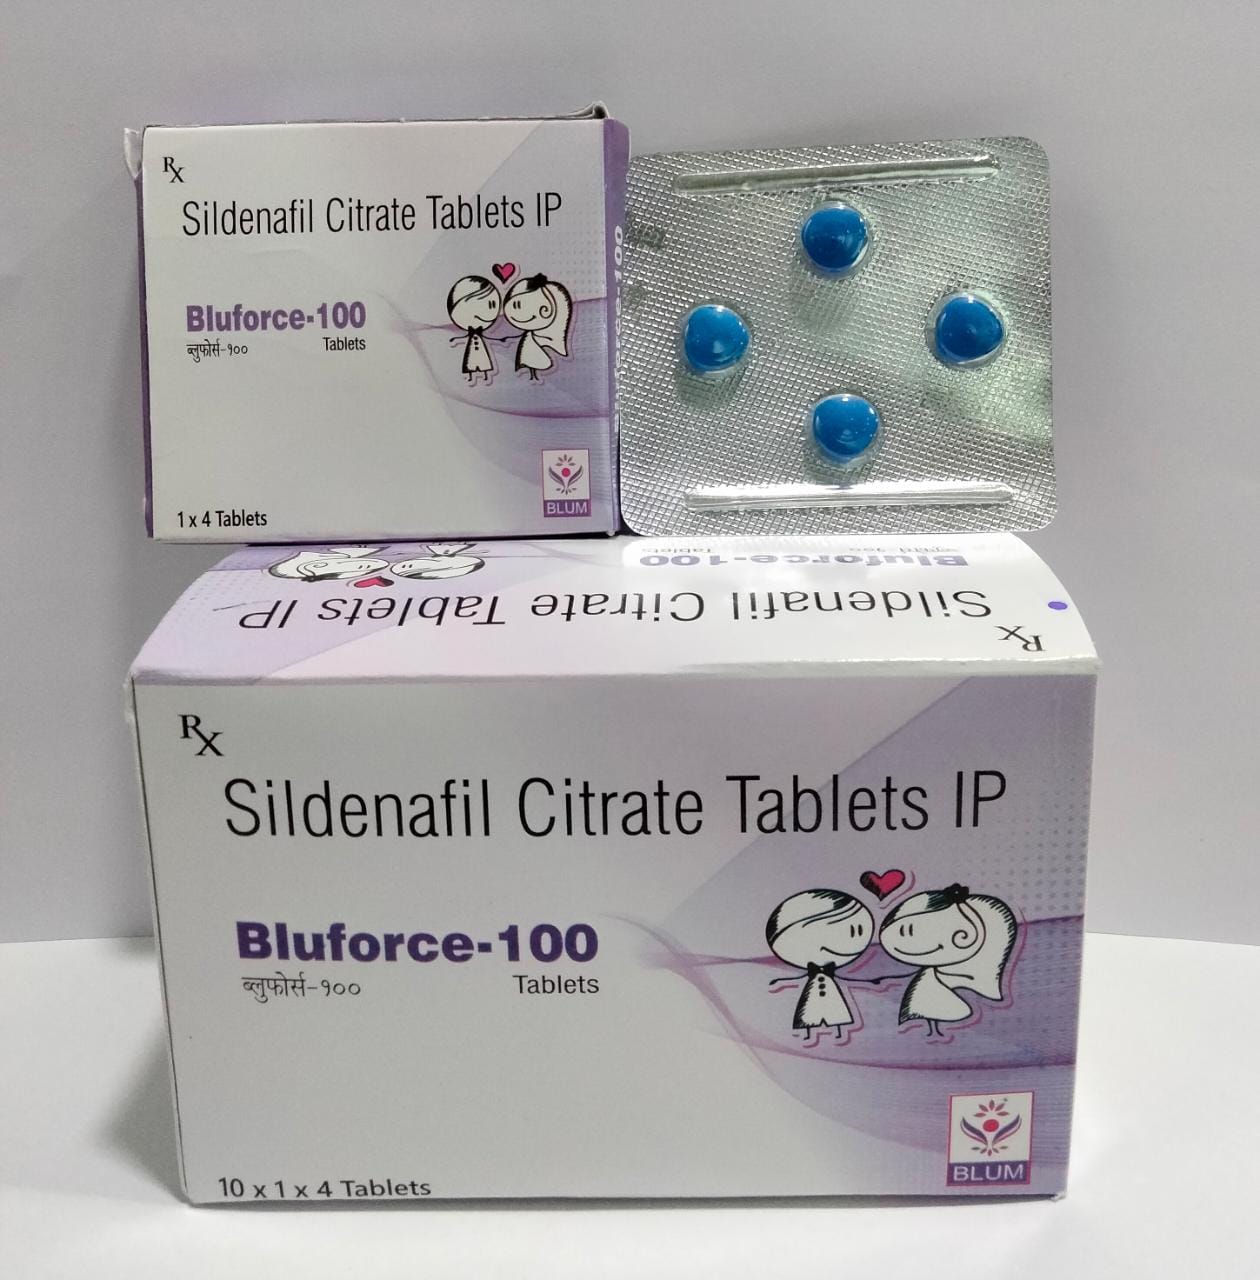 Rx
Sildenafil Citrate Tablets IP
Bluforce-100
ब्लुफोर्स-१००
Tablets
BLUM
1 x 4 Tablets
Bluforce-100
Tablets
Sildenafil Citrate Tablets IP
Rx
Rx
Sildenafil Citrate Tablets IP
Bluforce-100
ब्लुफोर्स-१००
Tablets
BLUM
10 x 1 x 4 Tablets